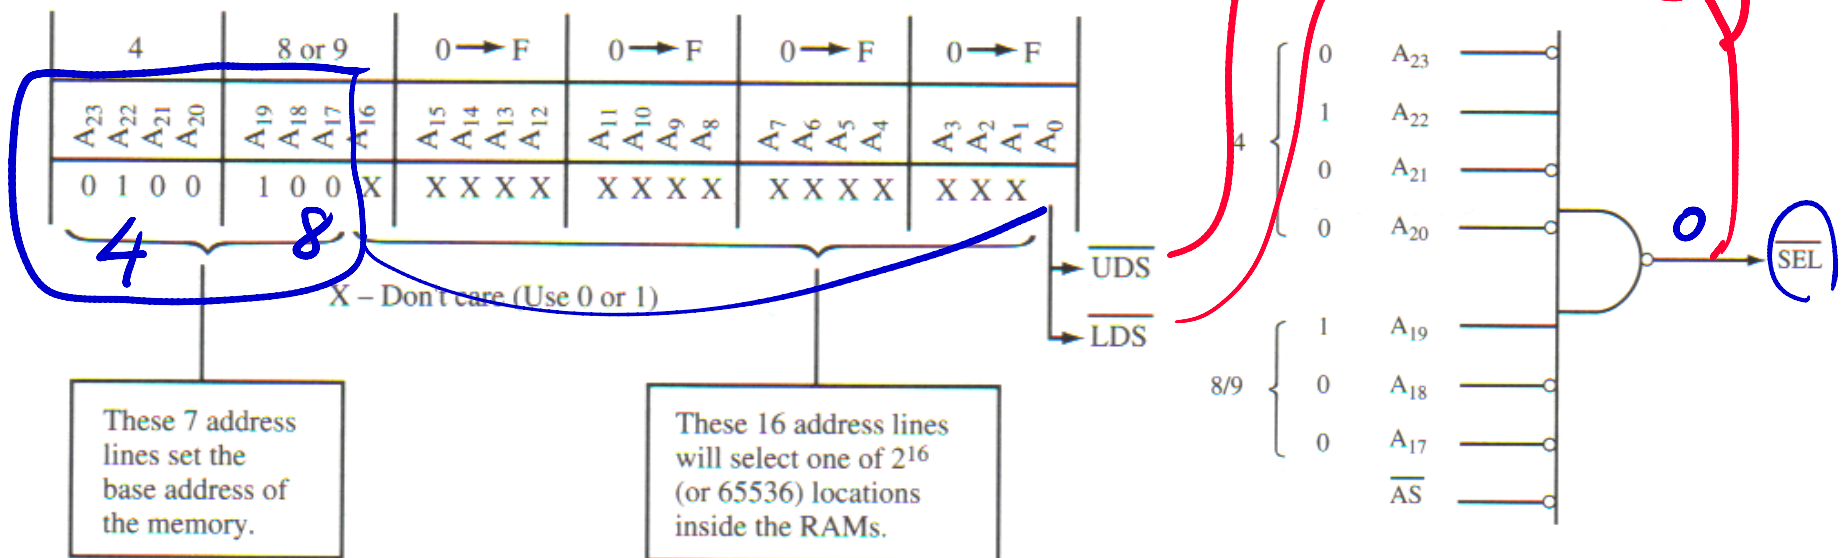 4 8 or 9 0→F 0→F 0→F 0→F
A23 A22 A21 A20 A19 A18 A17 A16 A15 A14 A13 A12 A11 A10 A9 A8 A7 A6 A5 A4 A3 A2 A1 A0
0 1 0 0 1 0 0 X X X X X X X X X X X X X X X X
4 8
X – Don't care (Use 0 or 1)
UDS
LDS
These 7 address
lines set the
base address of
the memory.
These 16 address lines
will select one of 2^16
(or 65536) locations
inside the RAMs.
4
0 A23
1 A22
0 A21
0 A20
8/9
1 A19
0 A18
0 A17
AS
0
SEL